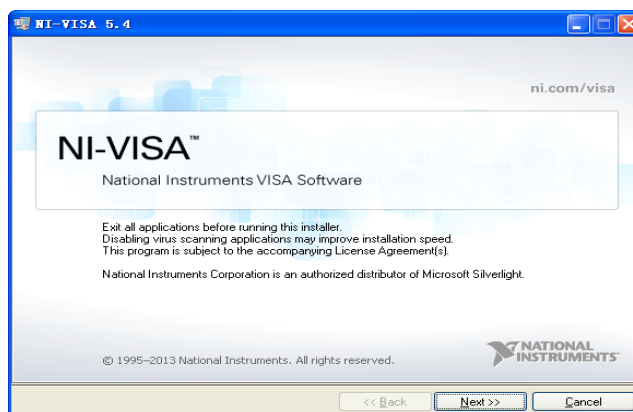 NI-VISA 5.4
ni.com/visa
NI-VISA™
National Instruments VISA Software
Exit all applications before running this installer.
Disabling virus scanning applications may improve installation speed.
This program is subject to the accompanying License Agreement(s).
National Instruments Corporation is an authorized distributor of Microsoft Silverlight.
© 1995–2013 National Instruments. All rights reserved.
NATIONAL
INSTRUMENTS™
<< Back Next >> Cancel